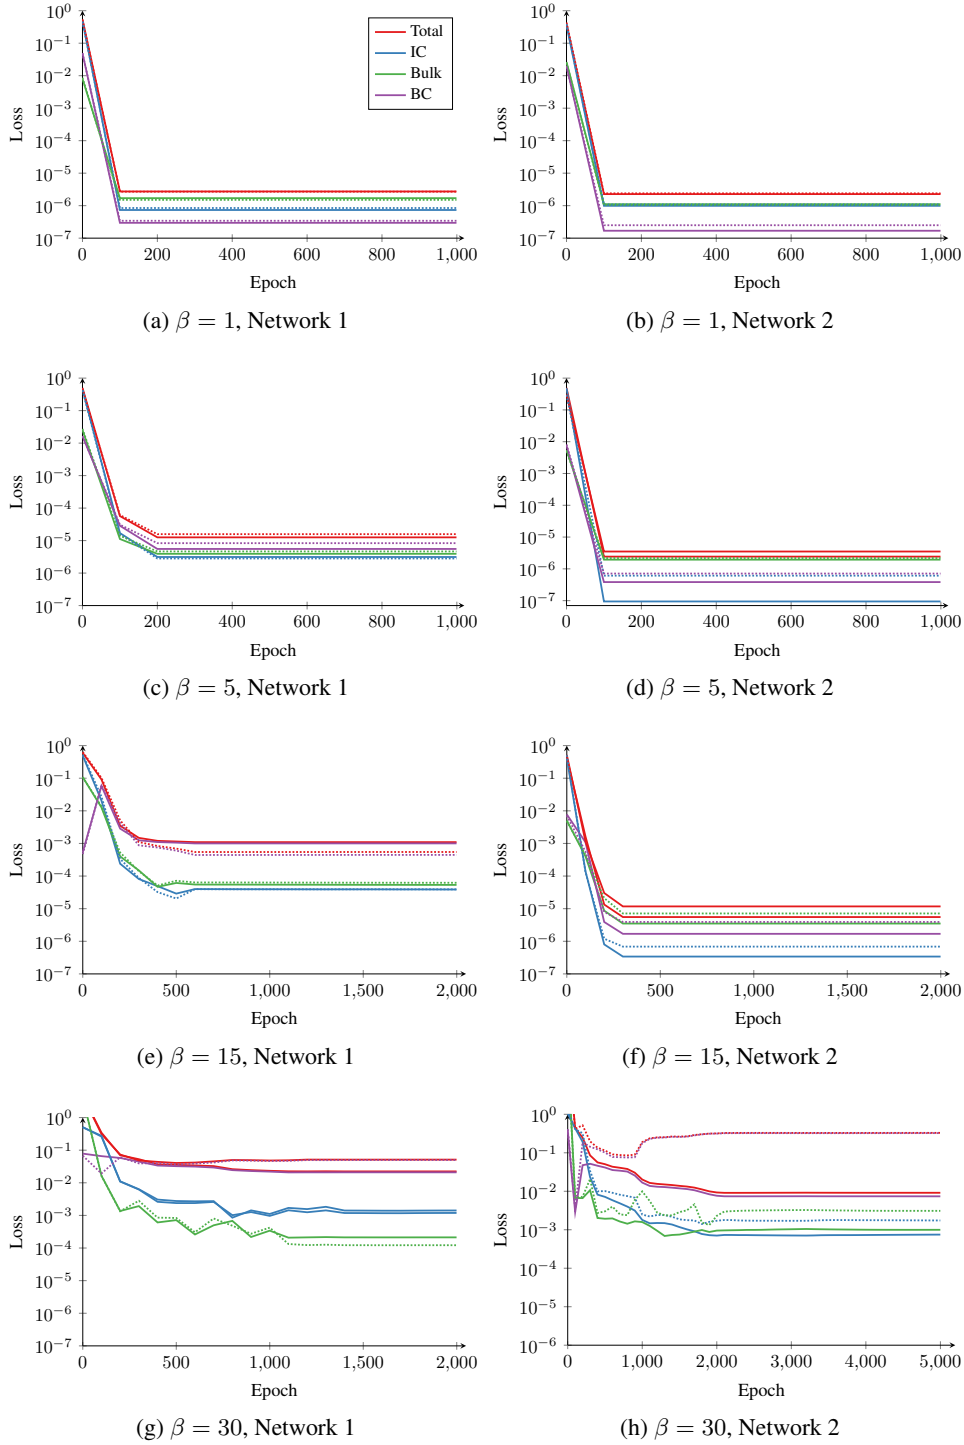 10^0
10^−1
10^−2
10^−3
10^−4
10^−5
10^−6
10^−7
Loss
0 200 400 600 800 1,000
Epoch
Total
IC
Bulk
BC
(a) β = 1, Network 1
10^0
10^−1
10^−2
10^−3
10^−4
10^−5
10^−6
10^−7
Loss
0 200 400 600 800 1,000
Epoch
(b) β = 1, Network 2
10^0
10^−1
10^−2
10^−3
10^−4
10^−5
10^−6
10^−7
Loss
0 200 400 600 800 1,000
Epoch
(c) β = 5, Network 1
10^0
10^−1
10^−2
10^−3
10^−4
10^−5
10^−6
10^−7
Loss
0 200 400 600 800 1,000
Epoch
(d) β = 5, Network 2
10^0
10^−1
10^−2
10^−3
10^−4
10^−5
10^−6
10^−7
Loss
0 500 1,000 1,500 2,000
Epoch
(e) β = 15, Network 1
10^0
10^−1
10^−2
10^−3
10^−4
10^−5
10^−6
10^−7
Loss
0 500 1,000 1,500 2,000
Epoch
(f) β = 15, Network 2
10^0
10^−1
10^−2
10^−3
10^−4
10^−5
10^−6
10^−7
Loss
0 500 1,000 1,500 2,000
Epoch
(g) β = 30, Network 1
10^0
10^−1
10^−2
10^−3
10^−4
10^−5
10^−6
Loss
0 1,000 2,000 3,000 4,000 5,000
Epoch
(h) β = 30, Network 2